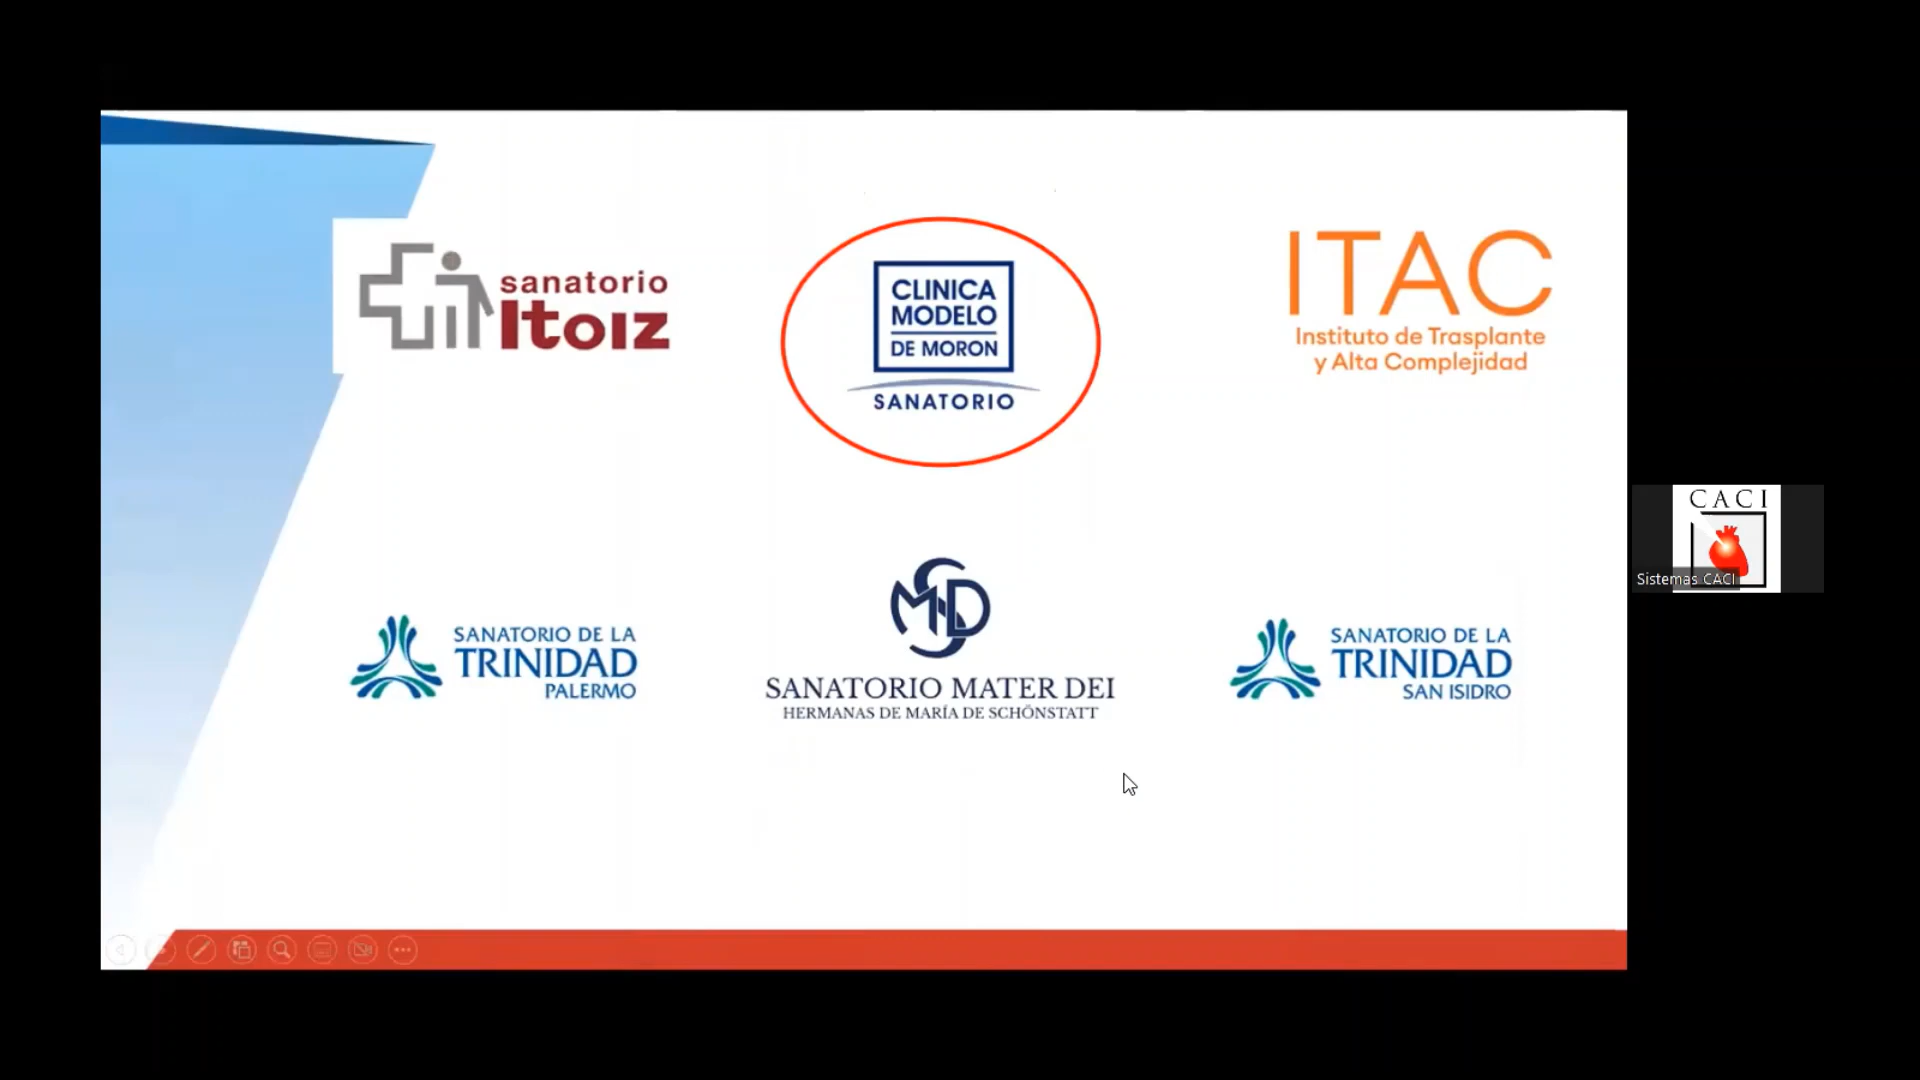 sanatorio
Itoiz
CLINICA
MODELO
DE MORON
SANATORIO
ITAC
Instituto de Trasplante
y Alta Complejidad
SANATORIO DE LA
TRINIDAD
PALERMO
MSD
SANATORIO MATER DEI
HERMANAS DE MARÍA DE SCHÖNSTATT
SANATORIO DE LA
TRINIDAD
SAN ISIDRO
CACI
Sistemas CACI